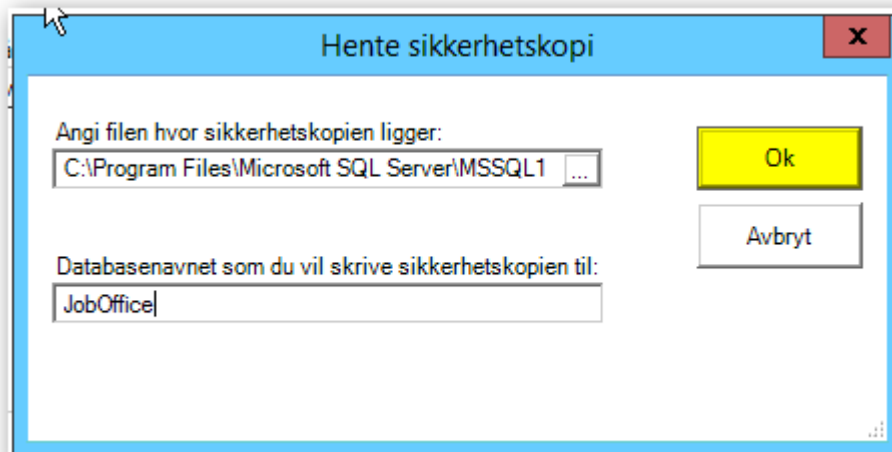 Hente sikkerhetskopi
x
Angi filen hvor sikkerhetskopien ligger:
C:\Program Files\Microsoft SQL Server\MSSQL1 ...
Ok
Avbryt
Databasenavnet som du vil skrive sikkerhetskopien til:
JobOffice